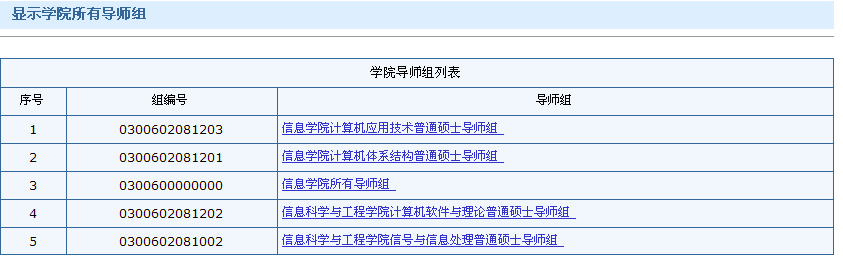 显示学院所有导师组
学院导师组列表
序号 组编号 导师组
1 0300602081203 信息学院计算机应用技术普通硕士导师组
2 0300602081201 信息学院计算机体系结构普通硕士导师组
3 0300600000000 信息学院所有导师组
4 0300602081202 信息科学与工程学院计算机软件与理论普通硕士导师组
5 0300602081002 信息科学与工程学院信号与信息处理普通硕士导师组